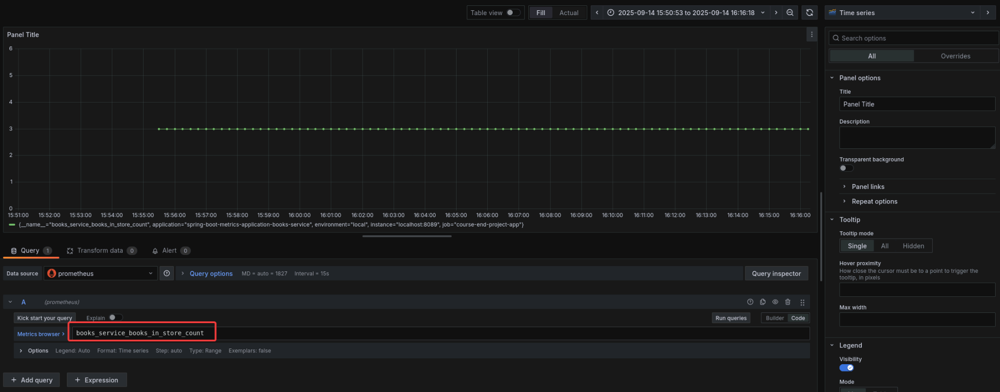 Table view Fill Actual 2025-09-14 15:50:53 to 2025-09-14 16:16:18 Time series
Panel Title
6
5
4
3
2
1
0
15:51:00 15:52:00 15:53:00 15:54:00 15:55:00 15:56:00 15:57:00 15:58:00 15:59:00 16:00:00 16:01:00 16:02:00 16:03:00 16:04:00 16:05:00 16:06:00 16:07:00 16:08:00 16:09:00 16:10:00 16:11:00 16:12:00 16:13:00 16:14:00 16:15:00 16:16:00
{__name__="books_service_books_in_store_count", application="spring-boot-metrics-application-books-service", environment="local", instance="localhost:8089", job="course-end-project-app"}
Query 1 Transform data 0 Alert 0
Data source prometheus Query options MD = auto = 1827 Interval = 15s Query inspector
A (prometheus)
Kick start your query Explain Run queries Builder Code
Metrics browser > books_service_books_in_store_count
Options Legend: Auto Format: Time series Step: auto Type: Range Exemplars: false
+ Add query + Expression
Search options
All Overrides
Panel options
Title
Panel Title
Description
Transparent background
Panel links
Repeat options
Tooltip
Tooltip mode
Single All Hidden
Hover proximity
How close the cursor must be to a point to trigger the
tooltip, in pixels
Max width
Legend
Visibility
Mode